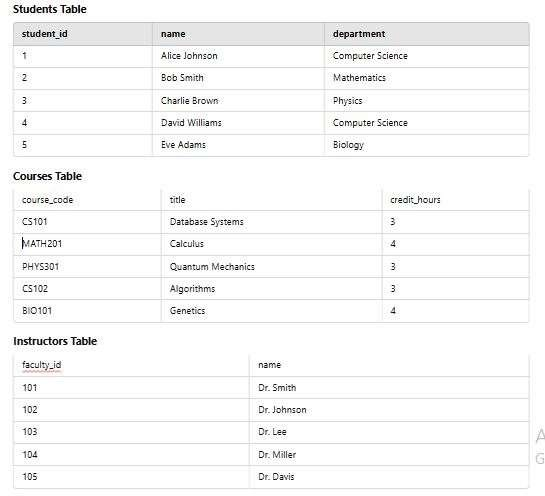 Students Table
student_id name department
1 Alice Johnson Computer Science
2 Bob Smith Mathematics
3 Charlie Brown Physics
4 David Williams Computer Science
5 Eve Adams Biology
Courses Table
course_code title credit_hours
CS101 Database Systems 3
MATH201 Calculus 4
PHYS301 Quantum Mechanics 3
CS102 Algorithms 3
BIO101 Genetics 4
Instructors Table
faculty_id name
101 Dr. Smith
102 Dr. Johnson
103 Dr. Lee
104 Dr. Miller
105 Dr. Davis